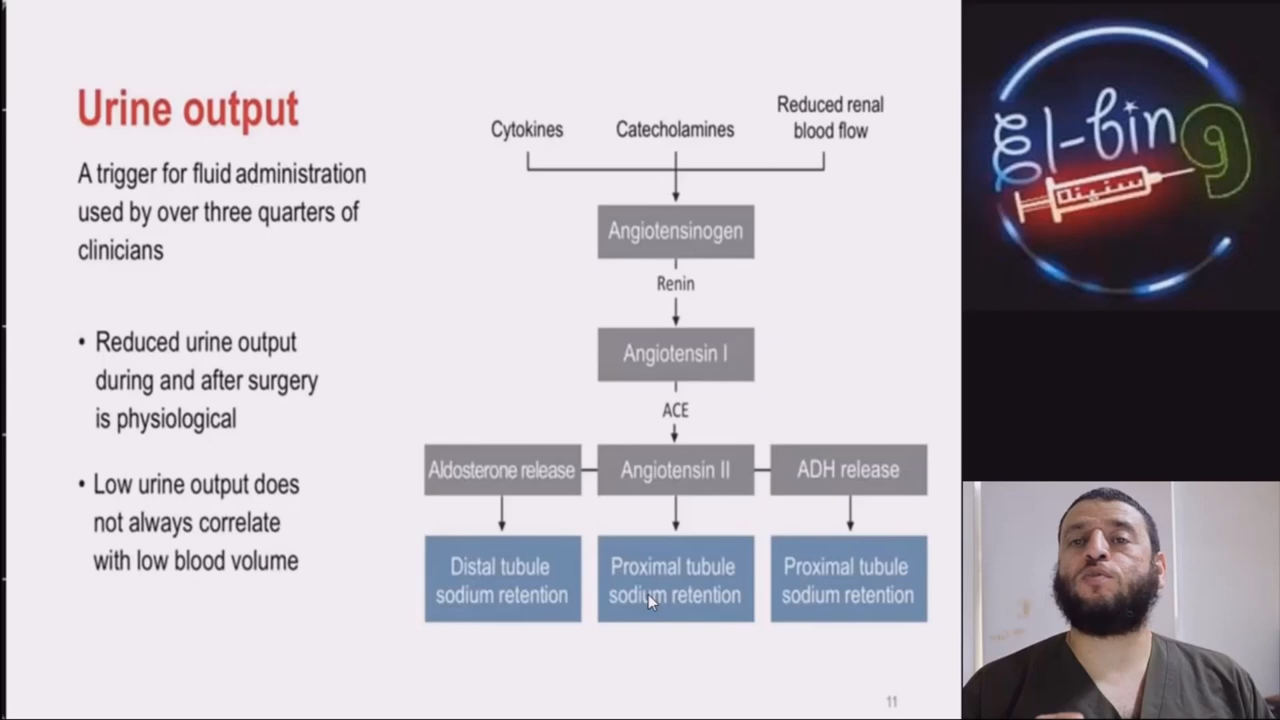 Urine output
A trigger for fluid administration
used by over three quarters of
clinicians
• Reduced urine output
during and after surgery
is physiological
• Low urine output does
not always correlate
with low blood volume
Cytokines
Catecholamines
Reduced renal
blood flow
Angiotensinogen
Renin
Angiotensin I
ACE
Aldosterone release
Angiotensin II
ADH release
Distal tubule
sodium retention
Proximal tubule
sodium retention
Proximal tubule
sodium retention
11
El-bing
سنينة